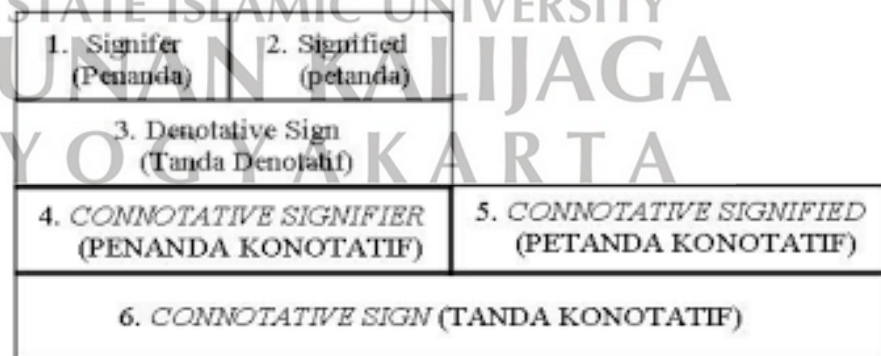 STATE ISLAMIC UNIVERSITY
1. Signifer
(Penanda)
2. Signified
(petanda)
SUNAN KALIJAGA
3. Denotative Sign
(Tanda Denotatif)
YOGYAKARTA
4. CONNOTATIVE SIGNIFIER
(PENANDA KONOTATIF)
5. CONNOTATIVE SIGNIFIED
(PETANDA KONOTATIF)
6. CONNOTATIVE SIGN (TANDA KONOTATIF)